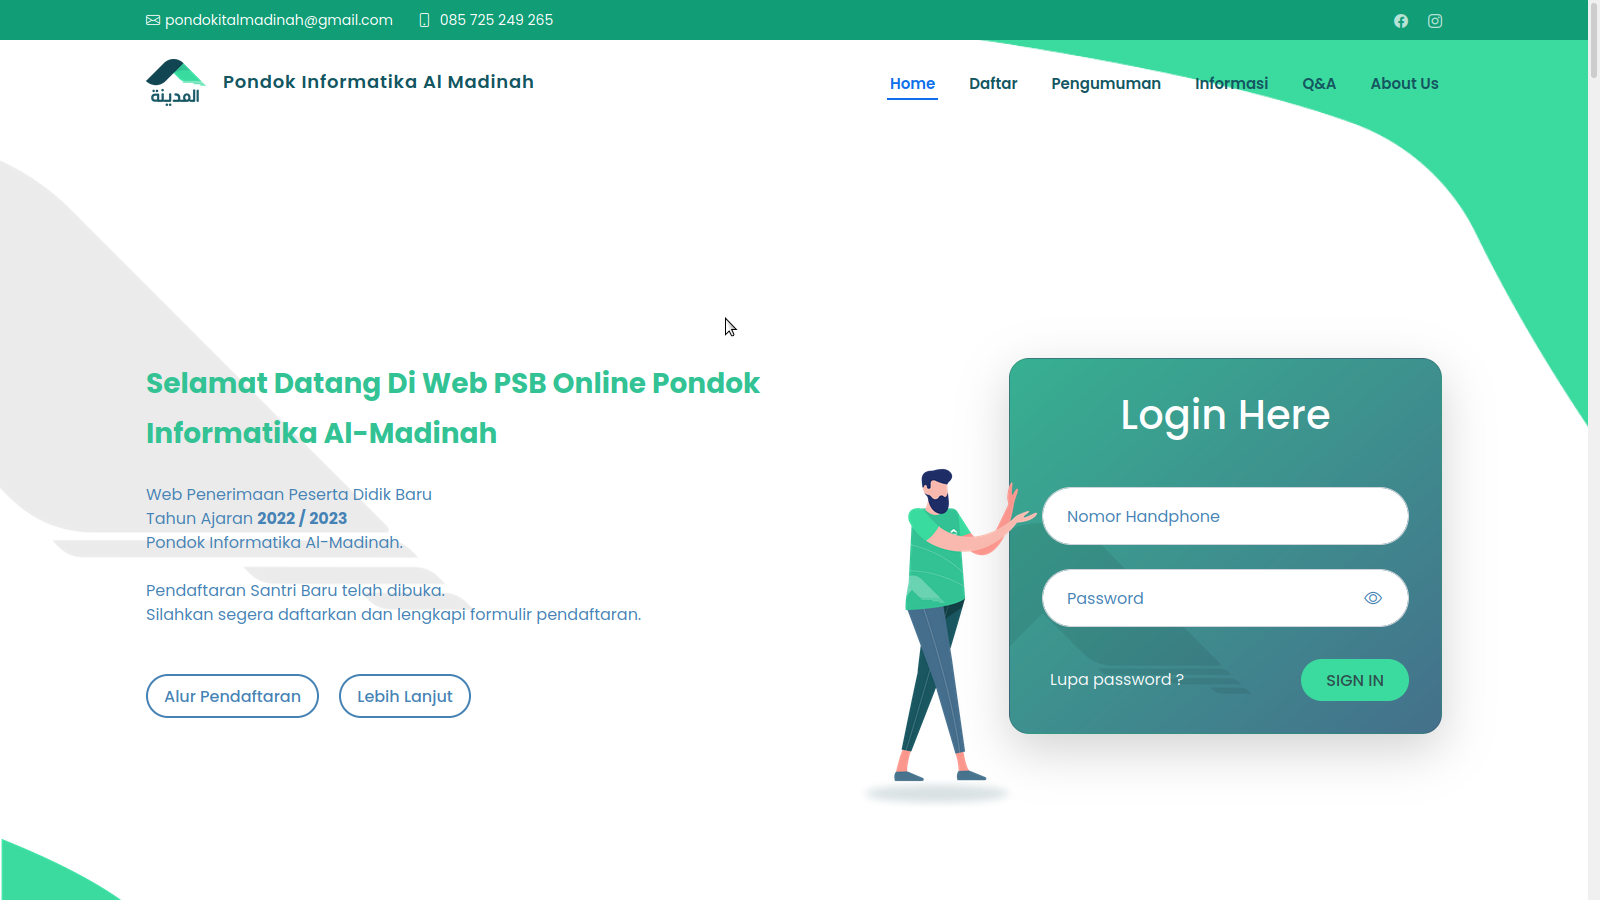 pondokitalmadinah@gmail.com 085 725 249 265
المدينة
Pondok Informatika Al Madinah
Home Daftar Pengumuman Informasi Q&A About Us
Selamat Datang Di Web PSB Online Pondok
Informatika Al-Madinah
Web Penerimaan Peserta Didik Baru
Tahun Ajaran 2022 / 2023
Pondok Informatika Al-Madinah.
Pendaftaran Santri Baru telah dibuka.
Silahkan segera daftarkan dan lengkapi formulir pendaftaran.
Alur Pendaftaran Lebih Lanjut
Login Here
Nomor Handphone
Password
Lupa password ? SIGN IN